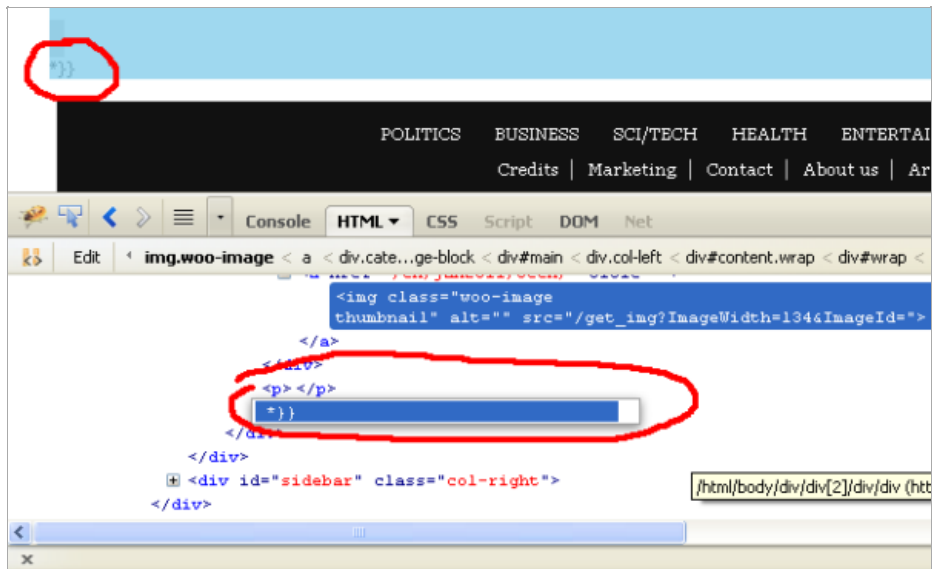 *}}
POLITICS BUSINESS SCI/TECH HEALTH ENTERTAI
Credits | Marketing | Contact | About us | Ar
Console HTML CSS Script DOM Net
Edit img.woo-image < a < div.cate...ge-block < div#main < div.col-left < div#content.wrap < div#wrap <
<img class="woo-image
thumbnail" alt="" src="/get_img?ImageWidth=134&ImageId=">
</a>
</div>
<p></p>
*}}
</div>
</div>
<div id="sidebar" class="col-right">
/html/body/div/div[2]/div/div (htt
</div>